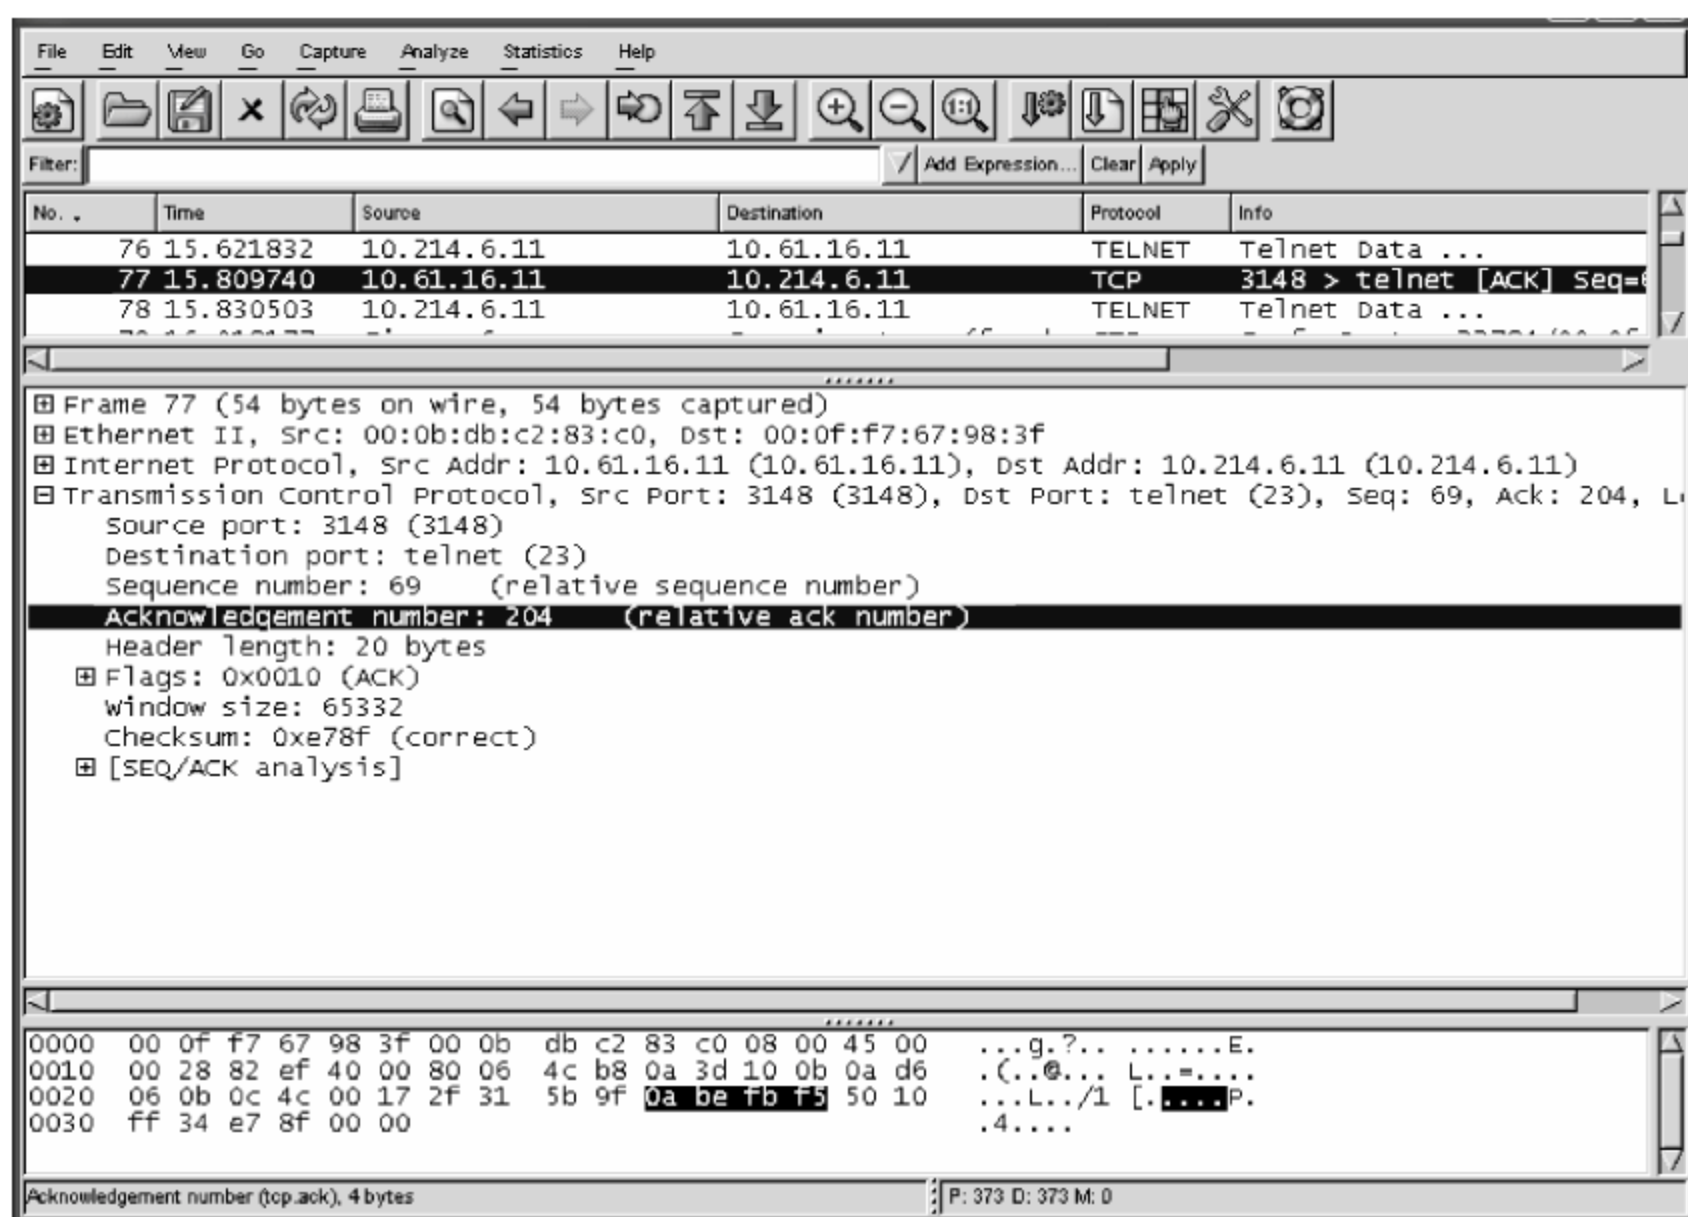 File Edit View Go Capture Analyze Statistics Help
Filter: Add Expression... Clear Apply
No. . Time Source Destination Protocol Info
76 15.621832 10.214.6.11 10.61.16.11 TELNET Telnet Data ...
77 15.809740 10.61.16.11 10.214.6.11 TCP 3148 > telnet [ACK] Seq=6
78 15.830503 10.214.6.11 10.61.16.11 TELNET Telnet Data ...
Frame 77 (54 bytes on wire, 54 bytes captured)
Ethernet II, Src: 00:0b:db:c2:83:c0, Dst: 00:0f:f7:67:98:3f
Internet Protocol, Src Addr: 10.61.16.11 (10.61.16.11), Dst Addr: 10.214.6.11 (10.214.6.11)
Transmission Control Protocol, Src Port: 3148 (3148), Dst Port: telnet (23), Seq: 69, Ack: 204, L
Source port: 3148 (3148)
Destination port: telnet (23)
Sequence number: 69 (relative sequence number)
Acknowledgement number: 204 (relative ack number)
Header length: 20 bytes
Flags: 0x0010 (ACK)
Window size: 65332
Checksum: 0xe78f (correct)
[SEQ/ACK analysis]
0000 00 0f f7 67 98 3f 00 0b db c2 83 c0 08 00 45 00 ...g.?.. ......E.
0010 00 28 82 ef 40 00 80 06 4c b8 0a 3d 10 0b 0a d6 .(..@... L..=....
0020 06 0b 0c 4c 00 17 2f 31 5b 9f 0a be fb f5 50 10 ...L../1 [.....P.
0030 ff 34 e7 8f 00 00 .4....
Acknowledgement number (tcp.ack), 4 bytes P: 373 D: 373 M: 0